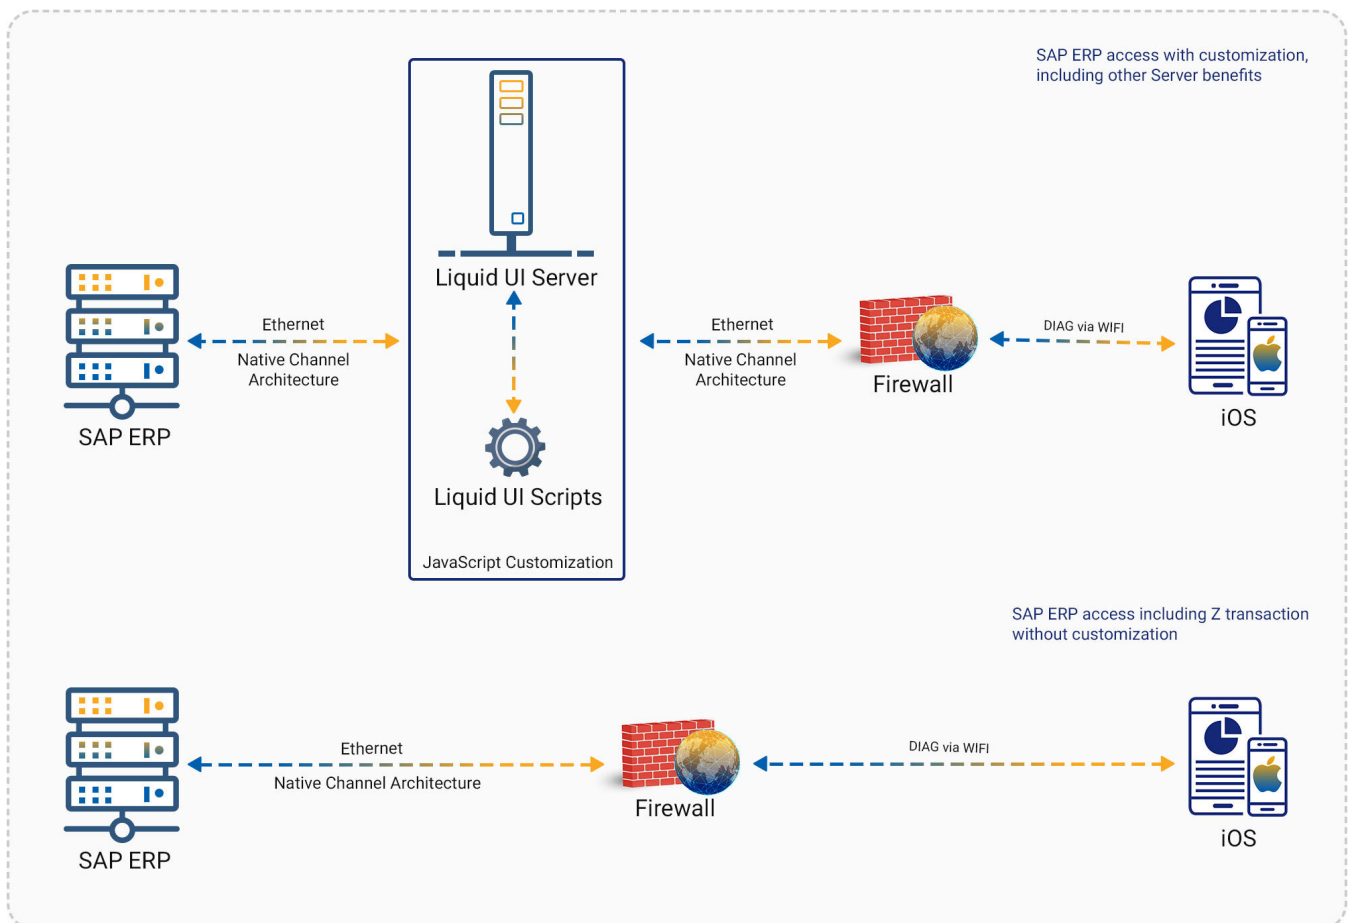 SAP ERP access with customization,
including other Server benefits
Liquid UI Server
Ethernet
Native Channel
Architecture
SAP ERP
Ethernet
Native Channel
Architecture
Firewall
DIAG via WIFI
iOS
Liquid UI Scripts
JavaScript Customization
SAP ERP access including Z transaction
without customization
Ethernet
Native Channel Architecture
SAP ERP
Firewall
DIAG via WIFI
iOS